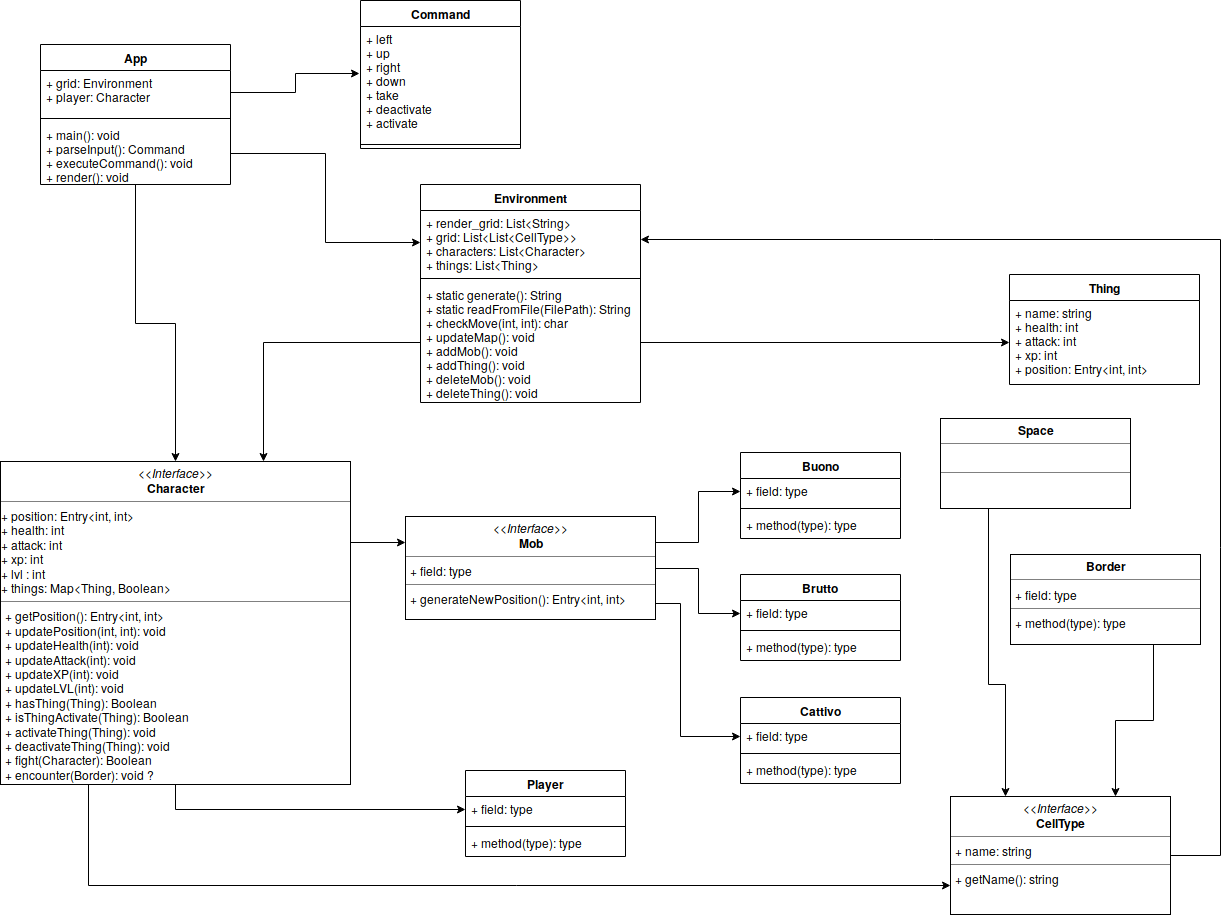 Command
+ left
+ up
+ right
+ down
+ take
+ deactivate
+ activate
App
+ grid: Environment
+ player: Character
+ main(): void
+ parseInput(): Command
+ executeCommand(): void
+ render(): void
Environment
+ render_grid: List<String>
+ grid: List<List<CellType>>
+ characters: List<Character>
+ things: List<Thing>
+ static generate(): String
+ static readFromFile(FilePath): String
+ checkMove(int, int): char
+ updateMap(): void
+ addMob(): void
+ addThing(): void
+ deleteMob(): void
+ deleteThing(): void
Thing
+ name: string
+ health: int
+ attack: int
+ xp: int
+ position: Entry<int, int>
Space
<<Interface>>
Character
+ position: Entry<int, int>
+ health: int
+ attack: int
+ xp: int
+ lvl : int
+ things: Map<Thing, Boolean>
+ getPosition(): Entry<int, int>
+ updatePosition(int, int): void
+ updateHealth(int): void
+ updateAttack(int): void
+ updateXP(int): void
+ updateLVL(int): void
+ hasThing(Thing): Boolean
+ isThingActivate(Thing): Boolean
+ activateThing(Thing): void
+ deactivateThing(Thing): void
+ fight(Character): Boolean
+ encounter(Border): void ?
<<Interface>>
Mob
+ field: type
+ generateNewPosition(): Entry<int, int>
Buono
+ field: type
+ method(type): type
Brutto
+ field: type
+ method(type): type
Cattivo
+ field: type
+ method(type): type
Border
+ field: type
+ method(type): type
Player
+ field: type
+ method(type): type
<<Interface>>
CellType
+ name: string
+ getName(): string